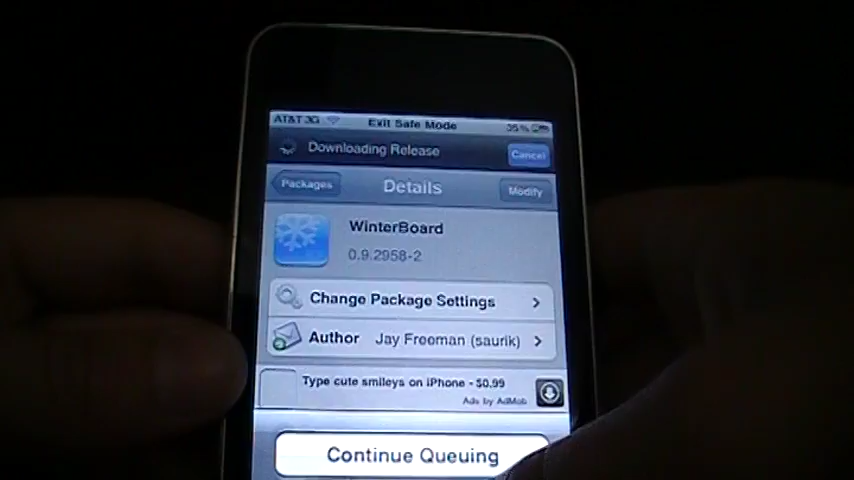 AT&T 3G Exit Safe Mode 35%
Downloading Release Cancel
Packages Details Modify
WinterBoard
0.9.2958-2
Change Package Settings
Author Jay Freeman (saurik)
Type cute smileys on iPhone - $0.99
Ads by AdMob
Continue Queuing